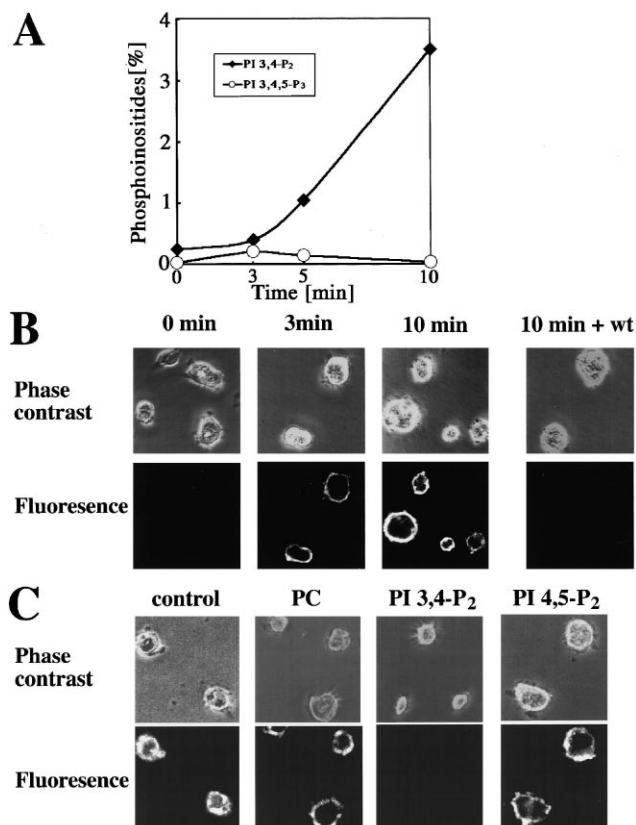 A
Phosphoinositides[%]
4
3
2
1
0
PI 3,4-P2
PI 3,4,5-P3
0 3 5 10
Time [min]
B
0 min 3min 10 min 10 min + wt
Phase
contrast
Fluoresence
C
control PC PI 3,4-P2 PI 4,5-P2
Phase
contrast
Fluoresence